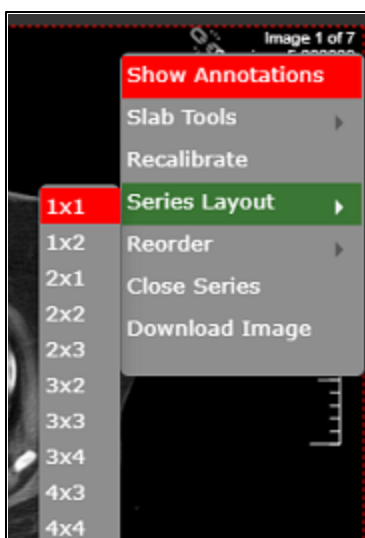 Image 1 of 7
Show Annotations
Slab Tools
Recalibrate
Series Layout
Reorder
Close Series
Download Image
1x1
1x2
2x1
2x2
2x3
3x2
3x3
3x4
4x3
4x4